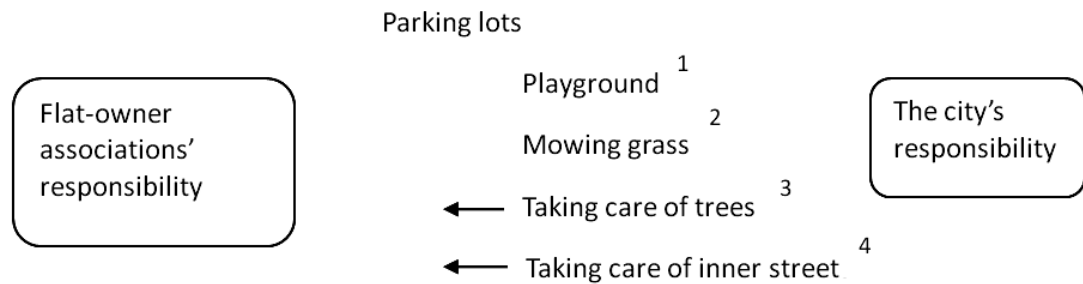 Parking lots
Playground 1
Mowing grass 2
Taking care of trees 3
Taking care of inner street 4
Flat-owner
associations'
responsibility
The city's
responsibility